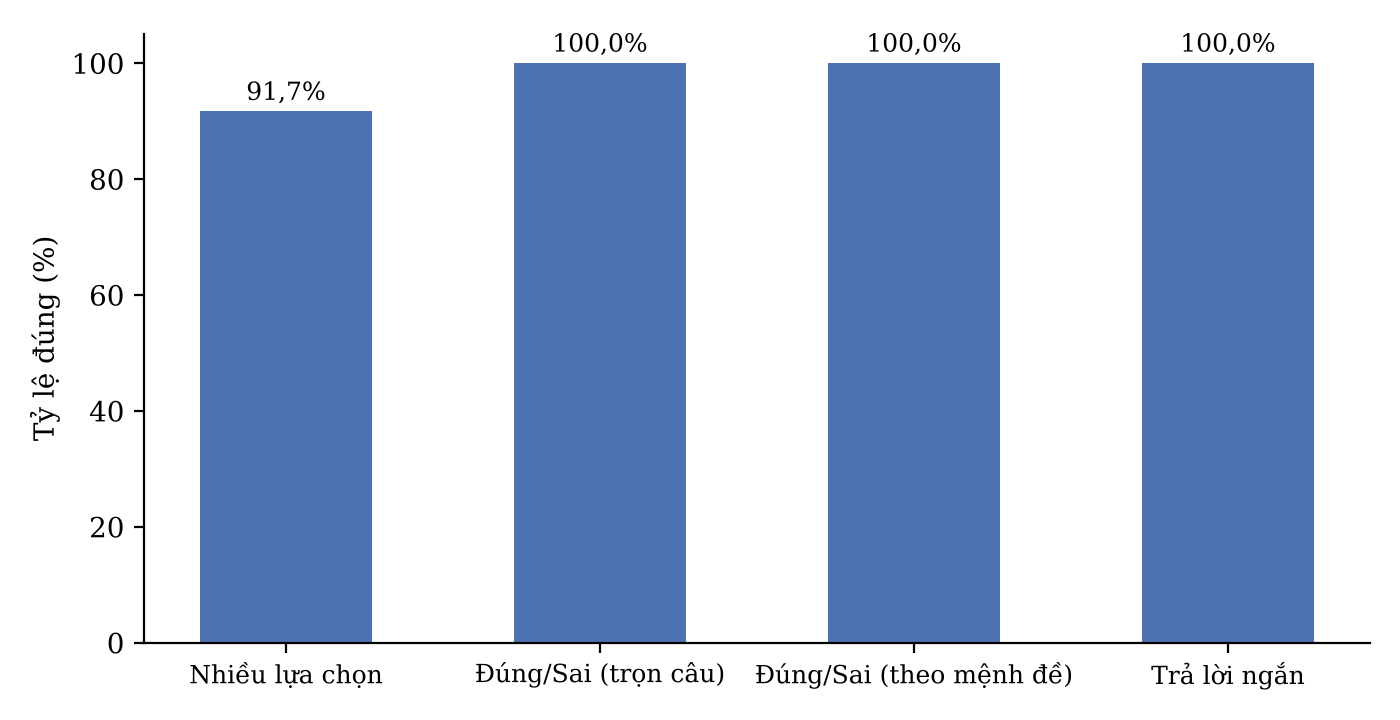 Tỷ lệ đúng (%)
100
80
60
40
20
0
91,7%
100,0%
100,0%
100,0%
Nhiều lựa chọn
Đúng/Sai (trọn câu)
Đúng/Sai (theo mệnh đề)
Trả lời ngắn